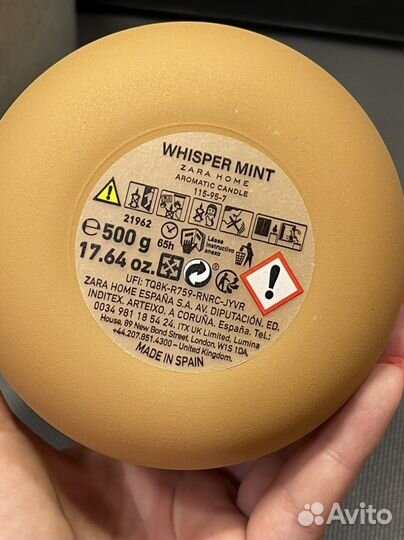 WHISPER MINT
ZARA HOME
AROMATIC CANDLE
115-95-7
21962
℮500 g
65h
Léase
instructivo
anexo
17.64 oz.
UFI: TQ8K-R759-RNRC-JYVR
ZARA HOME ESPAÑA S.A. AV. DIPUTACIÓN. ED.
INDITEX. ARTEIXO. A CORUÑA. España. Tel.:
0034 981 18 54 24. ITX UK Limited, Lumina
House, 89 New Bond Street, London, W1S 1DA
+44.207.851.4300 – United Kingdom.
MADE IN SPAIN
Avito